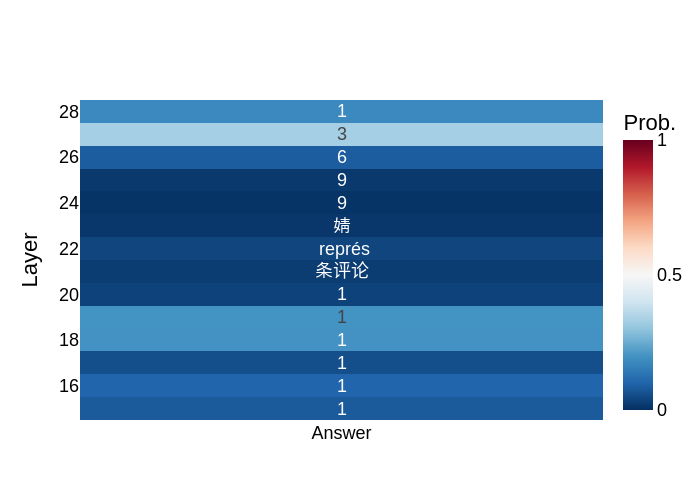 Prob.
28 1 1
3
26 6
9
24 9
婧
22 représ
条评论 0.5
20 1
1
18 1
1
16 1
1 0
Layer
Answer